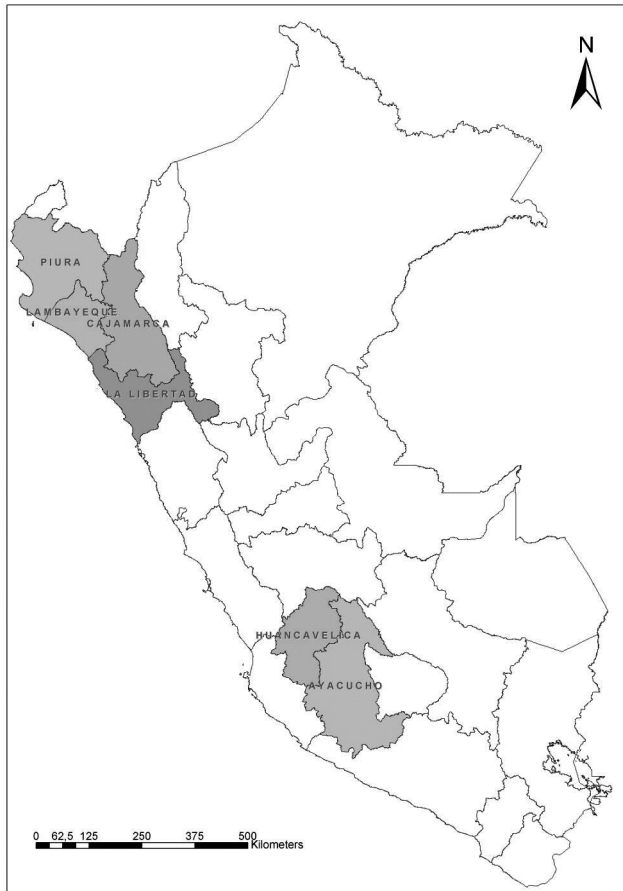 N
PIURA
LAMBAYEQUE
CAJAMARCA
LA LIBERTAD
HUANCAVELICA
AYACUCHO
0 62,5 125 250 375 500
Kilometers